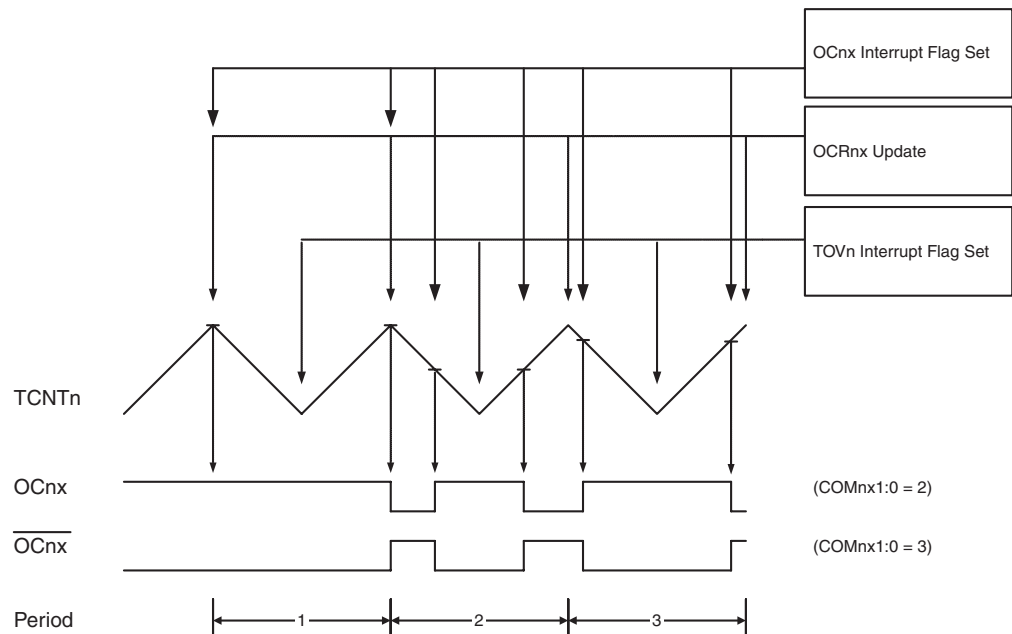 OCnx Interrupt Flag Set
OCRnx Update
TOVn Interrupt Flag Set
TCNTn
OCnx
(COMnx1:0 = 2)
OCnx
(COMnx1:0 = 3)
Period
1
2
3